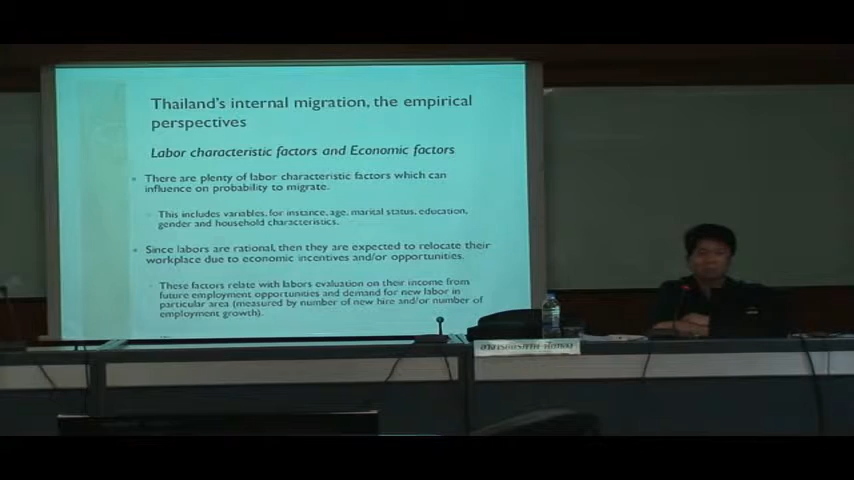 Thailand's internal migration, the empirical
perspectives
Labor characteristic factors and Economic factors
There are plenty of labor characteristic factors which can
influence on probability to migrate.
This includes variables, for instance, age, marital status, education,
gender and household characteristics.
Since labors are rational, then they are expected to relocate their
workplace due to economic incentives and/or opportunities.
These factors relate with labors evaluation on their income from
future employment opportunities and demand for new labor in
particular area (measured by number of new hire and/or number of
employment growth).